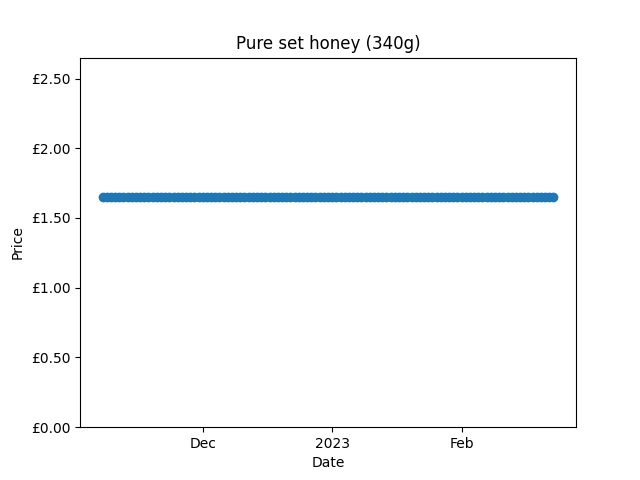 Pure set honey (340g)
£2.50
£2.00
£1.50
£1.00
£0.50
£0.00
Price
Dec
2023
Feb
Date